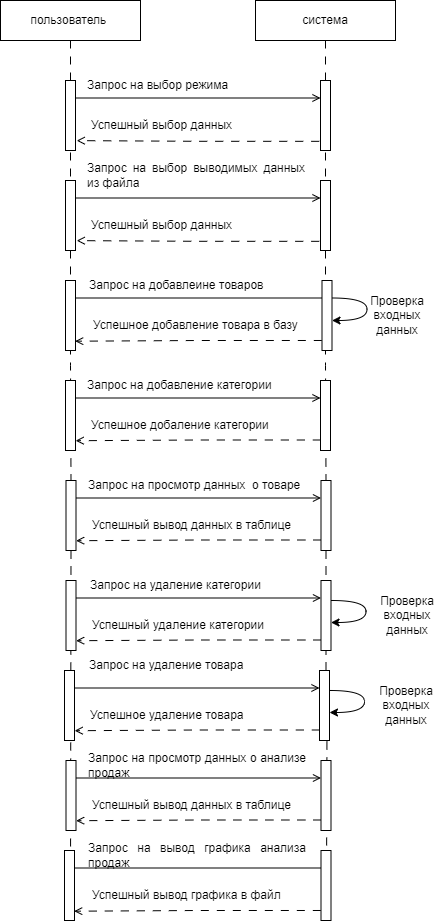 пользователь
система
Запрос на выбор режима
Успешный выбор данных
Запрос на выбор выводимых данных
из файла
Успешный выбор данных
Запрос на добавлеине товаров
Проверка
входных
данных
Успешное добавление товара в базу
Запрос на добавление категории
Успешное добаление категории
Запрос на просмотр данных о товаре
Успешный вывод данных в таблице
Запрос на удаление категории
Проверка
входных
данных
Успешный удаление категории
Запрос на удаление товара
Проверка
входных
данных
Успешное удаление товара
Запрос на просмотр данных о анализе
продаж
Успешный вывод данных в таблице
Запрос на вывод графика анализа
продаж
Успешный вывод графика в файл